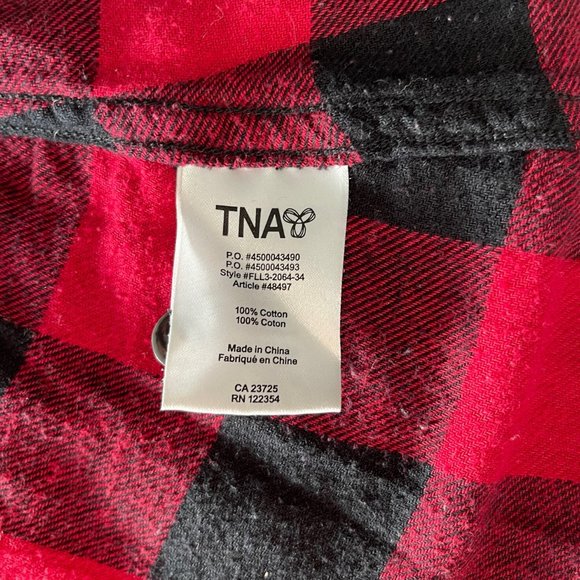 TNA
P.O. #4500043490
P.O. #4500043493
Style #FLL3-2064-34
Article #48497
100% Cotton
100% Coton
Made in China
Fabriqué en Chine
CA 23725
RN 122354